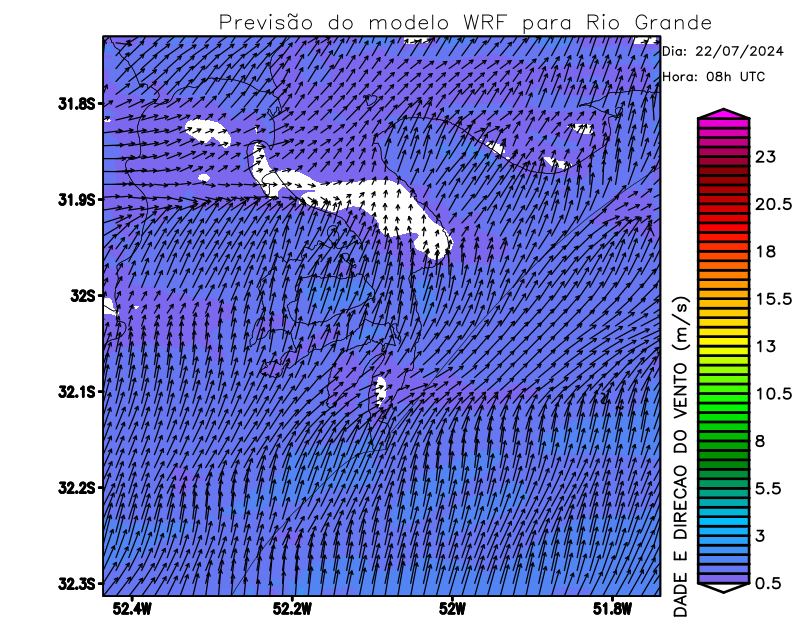 Previsão do modelo WRF para Rio Grande
Dia: 22/07/2024
Hora: 08h UTC
31.8S
31.9S
32S
32.1S
32.2S
32.3S
52.4W
52.2W
52W
51.8W
DADE E DIRECAO DO VENTO (m/s)
23
20.5
18
15.5
13
10.5
8
5.5
3
0.5